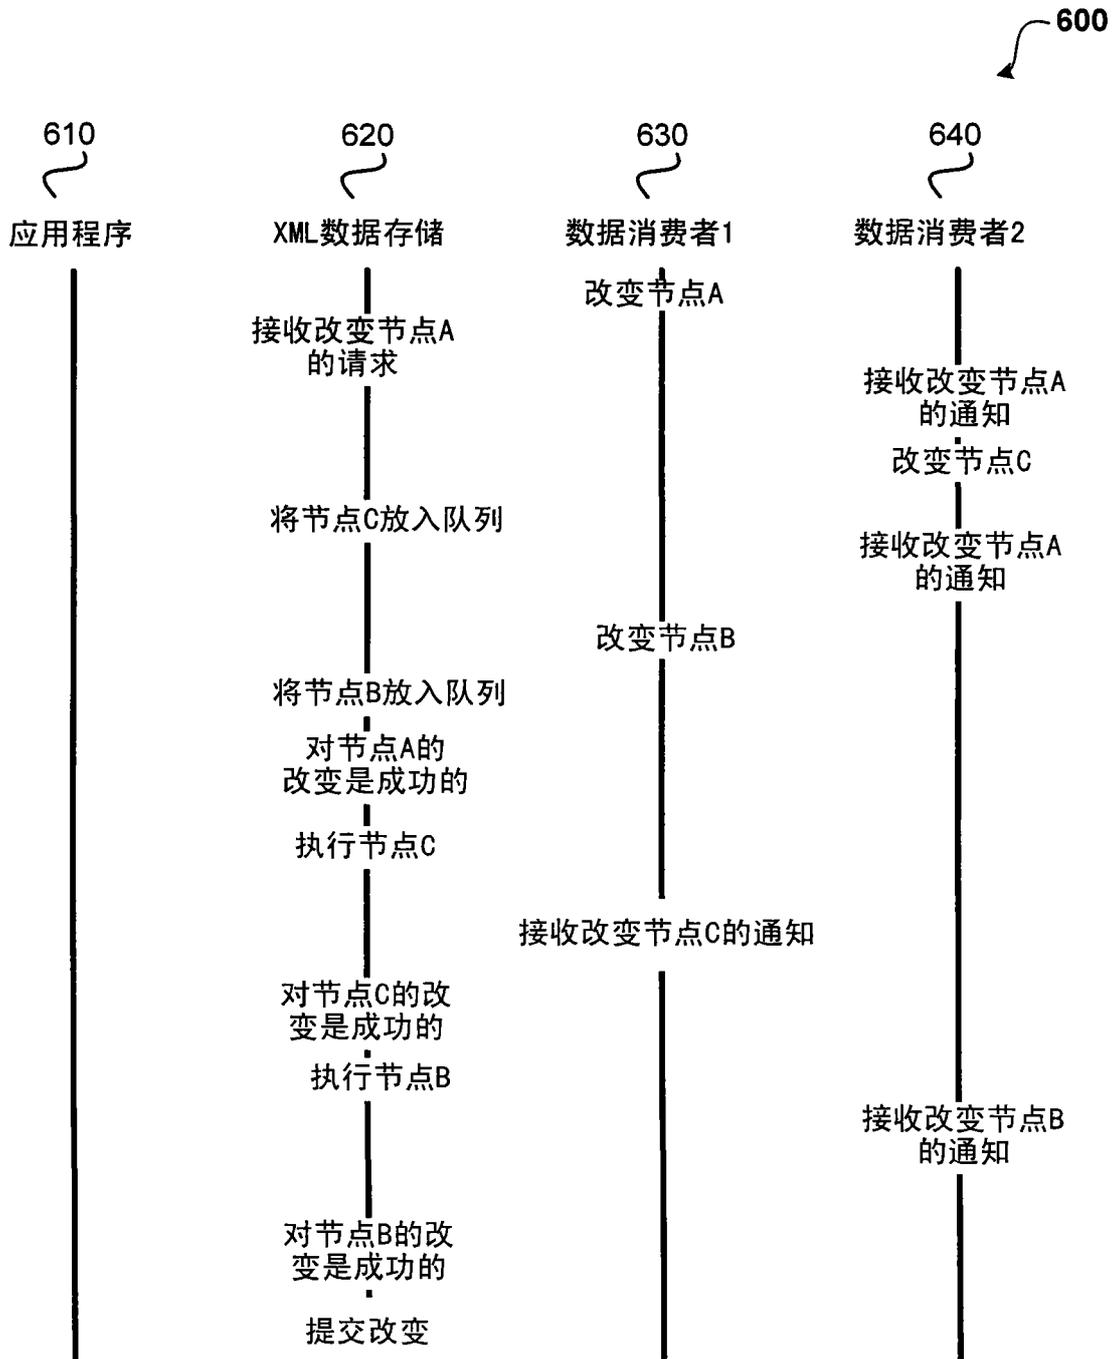 600
610
620
630
640
应用程序
XML数据存储
数据消费者1
数据消费者2
改变节点A
接收改变节点A
的请求
接收改变节点A
的通知
改变节点C
将节点C放入队列
接收改变节点A
的通知
改变节点B
将节点B放入队列
对节点A的
改变是成功的
执行节点C
接收改变节点C的通知
对节点C的改
变是成功的
执行节点B
接收改变节点B
的通知
对节点B的改
变是成功的
提交改变